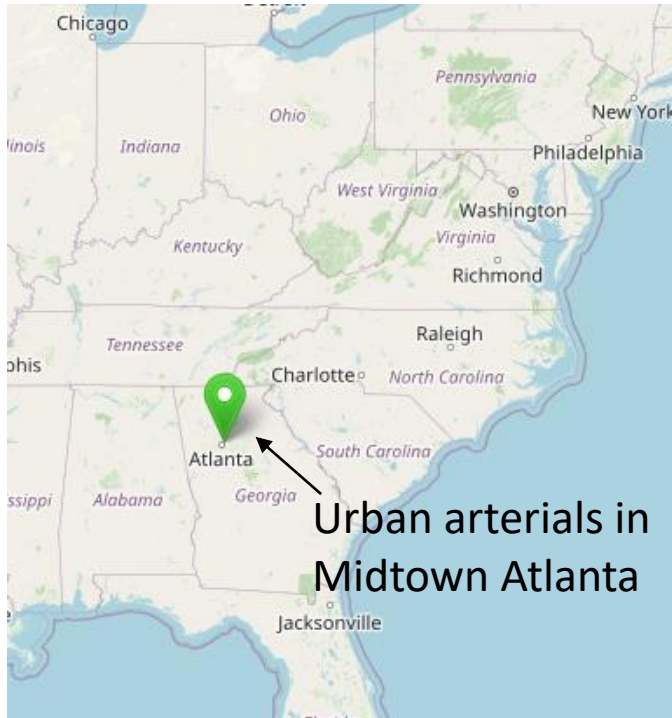 Chicago
Pennsylvania
New York
Ohio
Indiana
Philadelphia
West Virginia
Washington
Virginia
Kentucky
Richmond
Raleigh
Tennessee
Charlotte
North Carolina
Atlanta
South Carolina
Alabama
Georgia
Urban arterials in
Midtown Atlanta
Jacksonville